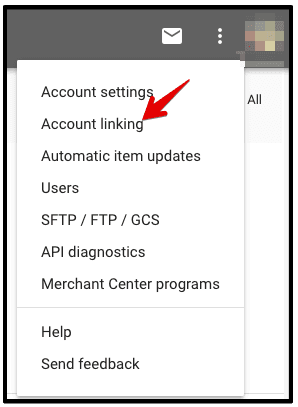 All
Account settings
Account linking
Automatic item updates
Users
SFTP / FTP / GCS
API diagnostics
Merchant Center programs
Help
Send feedback